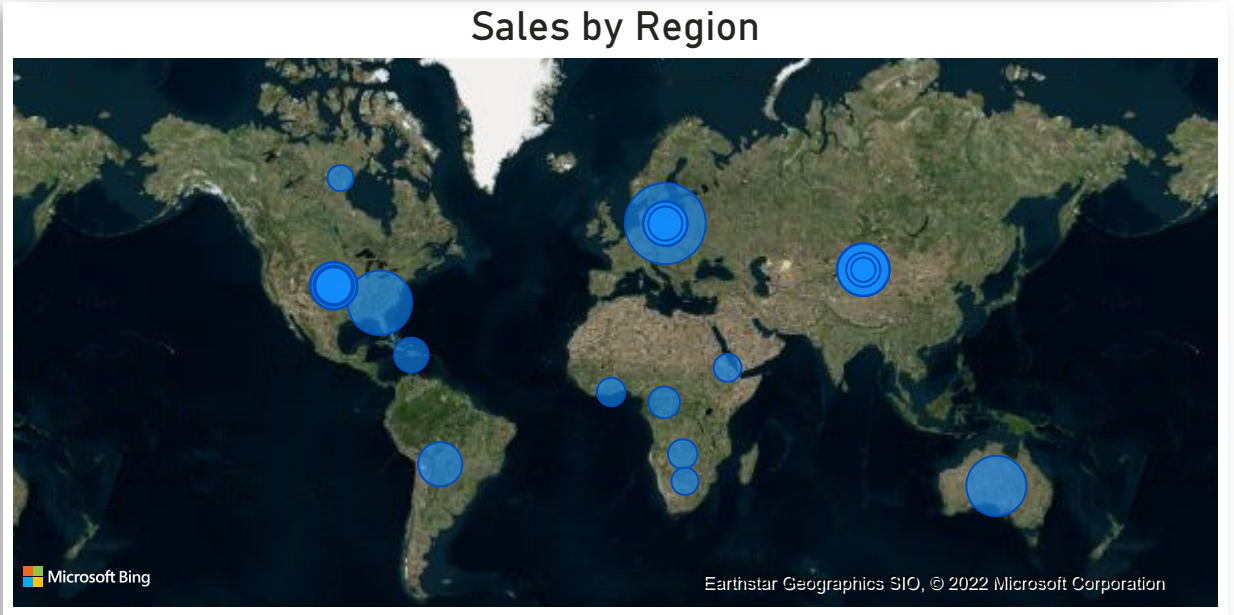 Sales by Region
Microsoft Bing
Earthstar Geographics SIO, © 2022 Microsoft Corporation